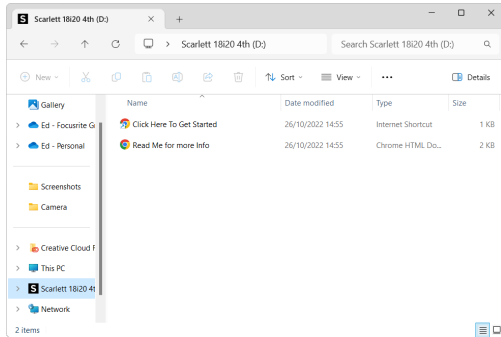 Scarlett 18i20 4th (D:)
Scarlett 18i20 4th (D:)
Search Scarlett 18i20 4th (D:)
New
Sort
View
Details
Gallery
Ed - Focusrite G
Ed - Personal
Screenshots
Camera
Creative Cloud F
This PC
Scarlett 18i20 4t
Network
Name Date modified Type Size
Click Here To Get Started 26/10/2022 14:55 Internet Shortcut 1 KB
Read Me for more Info 26/10/2022 14:55 Chrome HTML Do... 2 KB
2 items